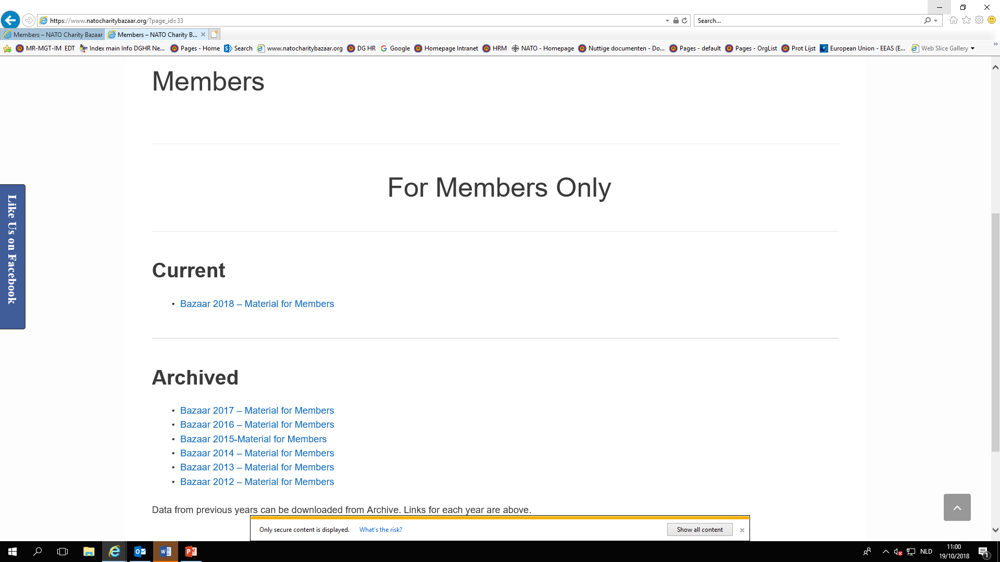 https://www.natocharitybazaar.org/?page_id=33
Search...
Members – NATO Charity Bazaar
Members – NATO Charity B...
MR-MGT-IM EDT
Index main Info DGHR Ne...
Pages - Home
Search
www.natocharitybazaar.org
DG HR
Google
Homepage Intranet
HRM
NATO - Homepage
Nuttige documenten - Do...
Pages - default
Pages - OrgList
Prot Lijst
European Union - EEAS (E...
Web Slice Gallery
Members
For Members Only
Like Us on Facebook
Current
• Bazaar 2018 – Material for Members
Archived
• Bazaar 2017 – Material for Members
• Bazaar 2016 – Material for Members
• Bazaar 2015-Material for Members
• Bazaar 2014 – Material for Members
• Bazaar 2013 – Material for Members
• Bazaar 2012 – Material for Members
Data from previous years can be downloaded from Archive. Links for each year are above.
Only secure content is displayed.
What's the risk?
Show all content
NLD
11:00
19/10/2018
1